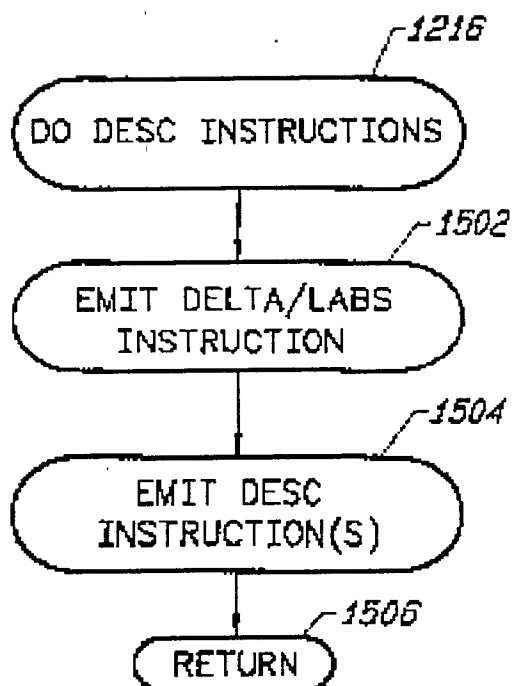 1216
DO DESC INSTRUCTIONS
1502
EMIT DELTA/LABS
INSTRUCTION
1504
EMIT DESC
INSTRUCTION(S)
1506
RETURN